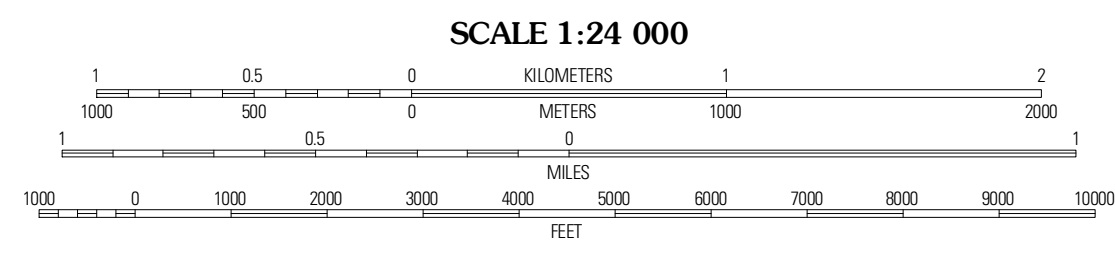 SCALE 1:24 000
1 0.5 0 KILOMETERS 1 2
1000 500 0 METERS 1000 2000
1 0.5 0 1
MILES
1000 0 1000 2000 3000 4000 5000 6000 7000 8000 9000 10000
FEET